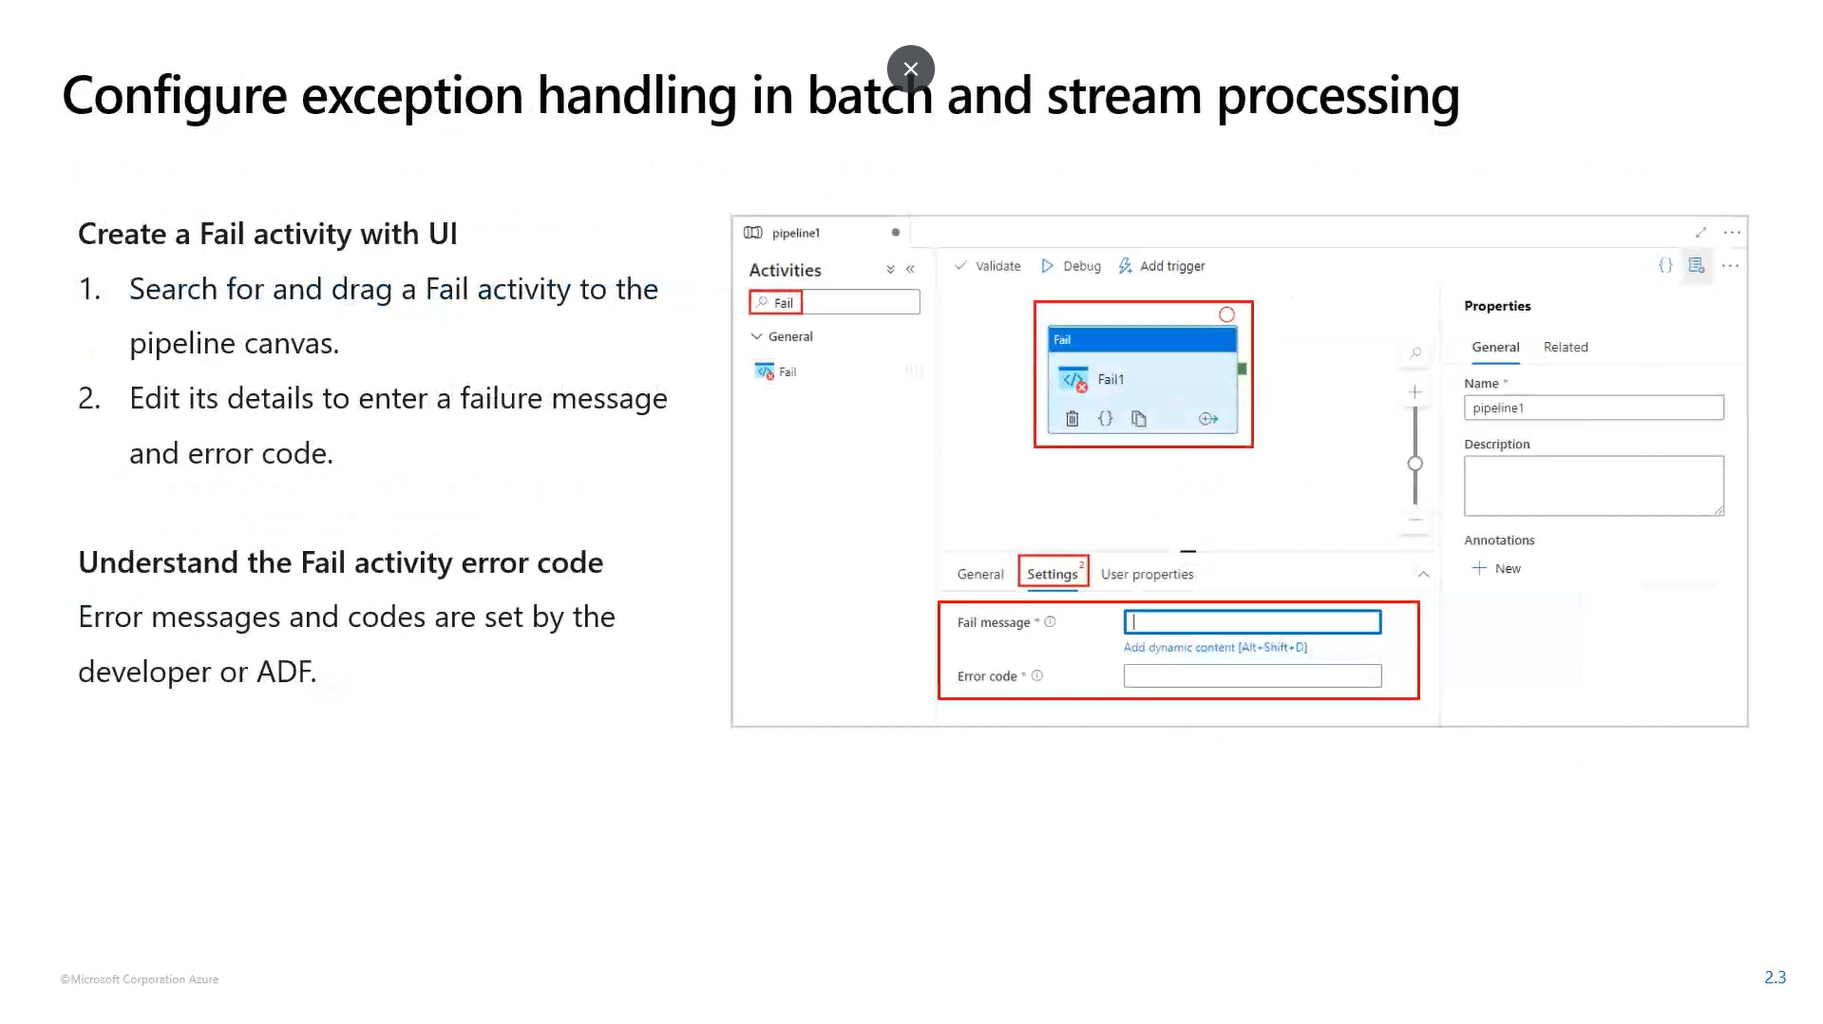 Configure exception handling in batch and stream processing
Create a Fail activity with UI
1. Search for and drag a Fail activity to the
pipeline canvas.
2. Edit its details to enter a failure message
and error code.
Understand the Fail activity error code
Error messages and codes are set by the
developer or ADF.
pipeline1
Activities
Fail
General
Fail
Validate Debug Add trigger
Fail
Fail1
General Settings 2 User properties
Fail message *
Add dynamic content [Alt+Shift+D]
Error code *
Properties
General Related
Name *
pipeline1
Description
Annotations
New
©Microsoft Corporation Azure
2.3